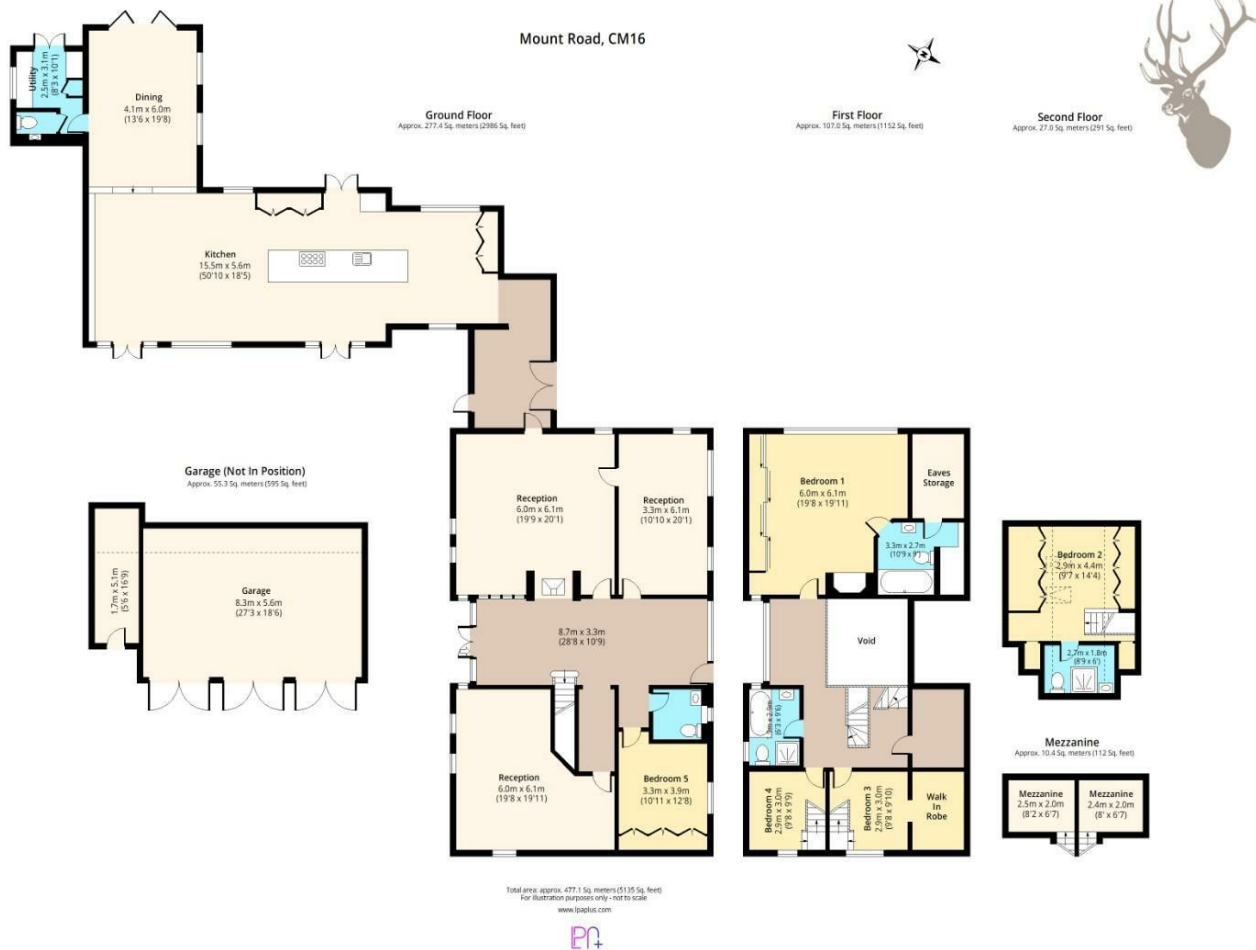 Mount Road, CM16
Ground Floor
Approx. 277.4 Sq. meters (2986 Sq. feet)
First Floor
Approx. 107.0 Sq. meters (1152 Sq. feet)
Second Floor
Approx. 27.0 Sq. meters (291 Sq. feet)
Utility
2.5m x 3.1m
(8'3 x 10'1)
Dining
4.1m x 6.0m
(13'6 x 19'8)
Kitchen
15.5m x 5.6m
(50'10 x 18'5)
Garage (Not In Position)
Approx. 55.3 Sq. meters (595 Sq. feet)
1.7m x 5.1m
(5'6 x 16'9)
Garage
8.3m x 5.6m
(27'3 x 18'6)
Reception
6.0m x 6.1m
(19'9 x 20'1)
Reception
3.3m x 6.1m
(10'10 x 20'1)
8.7m x 3.3m
(28'8 x 10'9)
Reception
6.0m x 6.1m
(19'8 x 19'11)
Bedroom 5
3.3m x 3.9m
(10'11 x 12'8)
Bedroom 1
6.0m x 6.1m
(19'8 x 19'11)
Eaves
Storage
3.3m x 2.7m
(10'9 x 9')
Void
(6'3 x 9'6)
Bedroom 4
2.9m x 3.0m
(9'8 x 9'9)
Bedroom 3
2.9m x 3.0m
(9'8 x 9'10)
Walk
In
Robe
Bedroom 2
2.9m x 4.4m
(9'7 x 14'4)
2.7m x 1.8m
(8'9 x 6')
Mezzanine
Approx. 10.4 Sq. meters (112 Sq. feet)
Mezzanine
2.5m x 2.0m
(8'2 x 6'7)
Mezzanine
2.4m x 2.0m
(8' x 6'7)
Total area: approx. 477.1 Sq. meters (5135 Sq. feet)
For illustration purposes only - not to scale
www.lpaplus.com